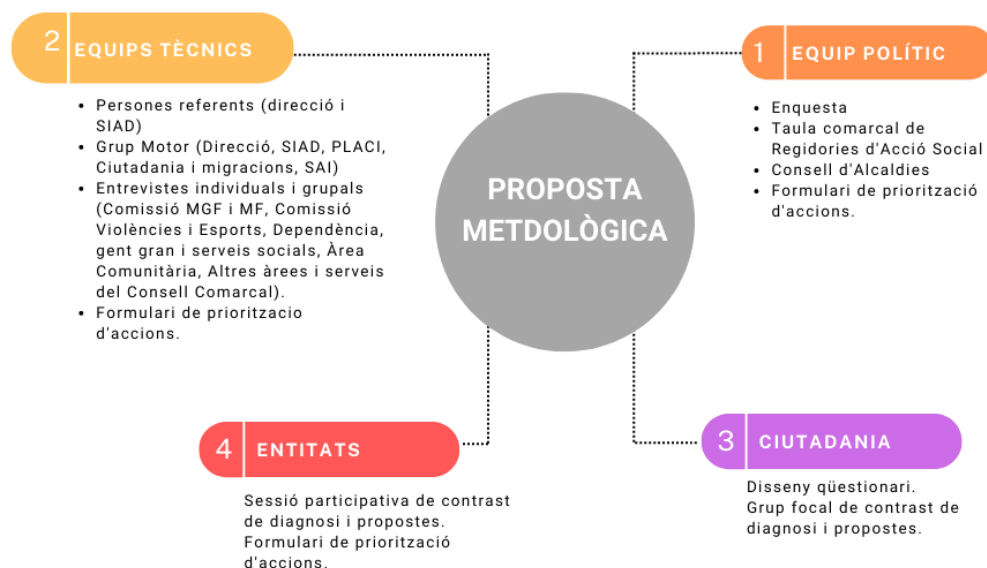 2 EQUIPS TÈCNICS
• Persones referents (direcció i
SIAD)
• Grup Motor (Direcció, SIAD, PLACI,
Ciutadania i migracions, SAI)
• Entrevistes individuals i grupals
(Comissió MGF i MF, Comissió
Violències i Esports, Dependència,
gent gran i serveis socials, Àrea
Comunitària, Altres àrees i serveis
del Consell Comarcal).
• Formulari de prioritzacio
d'accions.
1 EQUIP POLÍTIC
• Enquesta
• Taula comarcal de
Regidories d'Acció Social
• Consell d'Alcaldies
• Formulari de priorització
d'accions.
PROPOSTA
METDOLÒGICA
4 ENTITATS
Sessió participativa de contrast
de diagnosi i propostes.
Formulari de priorització
d'accions.
3 CIUTADANIA
Disseny qüestionari.
Grup focal de contrast de
diagnosi i propostes.